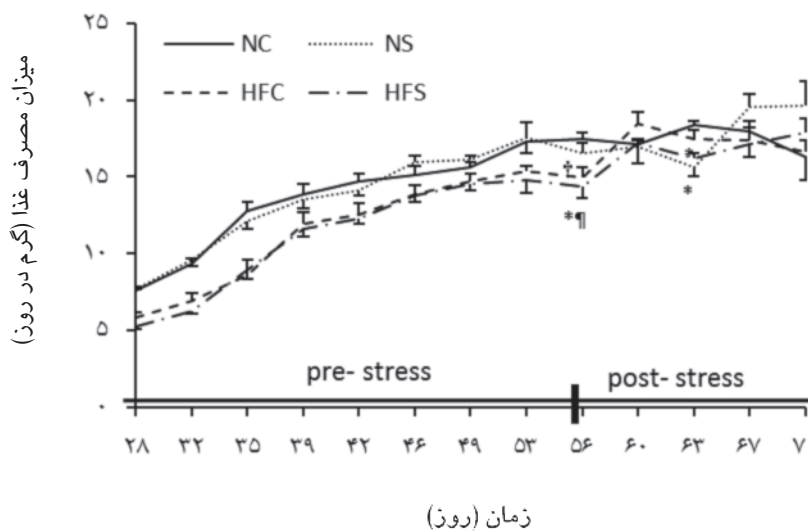 ۲۵
NC NS
۲۰
HFC HFS
میزان مصرف غذا (گرم در روز)
۱۵
*
*
*¶
۱۰
۵
pre- stress post- stress
۰
۲۸ ۳۲ ۳۵ ۳۹ ۴۲ ۴۶ ۴۹ ۵۳ ۵۶ ۶۰ ۶۳ ۶۷ ۷
زمان (روز)